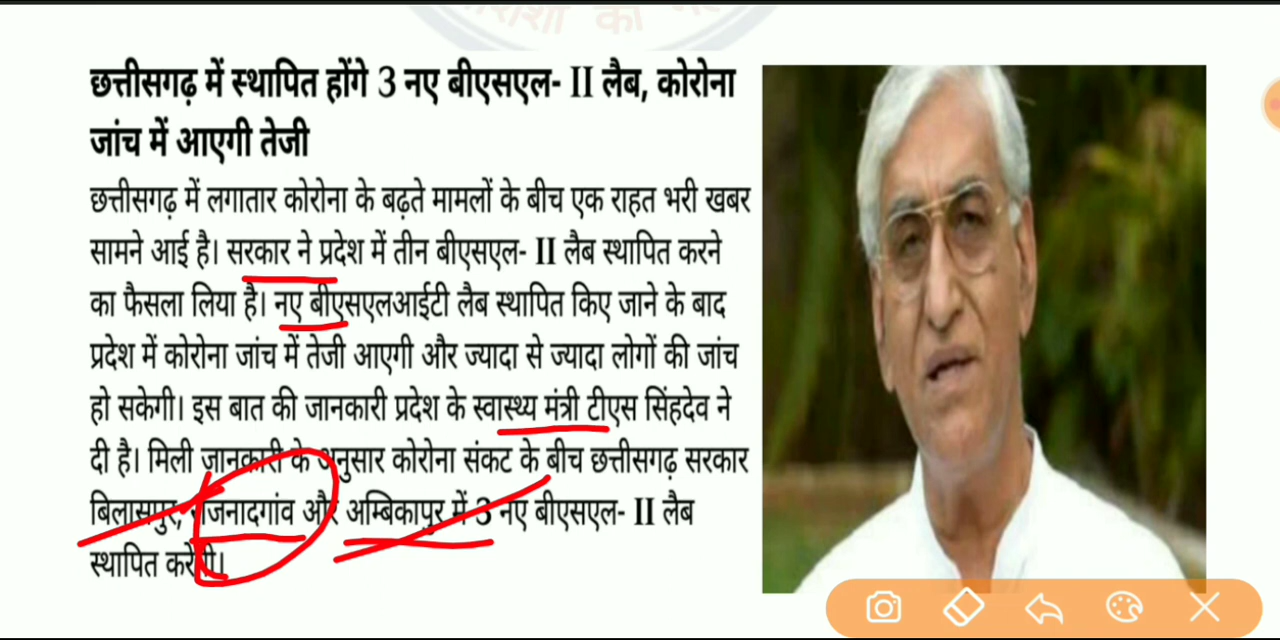 का
छत्तीसगढ़ में स्थापित होंगे 3 नए बीएसएल- II लैब, कोरोना
जांच में आएगी तेजी
छत्तीसगढ़ में लगातार कोरोना के बढ़ते मामलों के बीच एक राहत भरी खबर
सामने आई है। सरकार ने प्रदेश में तीन बीएसएल- II लैब स्थापित करने
का फैसला लिया है। नए बीएसएलआईटी लैब स्थापित किए जाने के बाद
प्रदेश में कोरोना जांच में तेजी आएगी और ज्यादा से ज्यादा लोगों की जांच
हो सकेगी। इस बात की जानकारी प्रदेश के स्वास्थ्य मंत्री टीएस सिंहदेव ने
दी है। मिली जानकारी के अनुसार कोरोना संकट के बीच छत्तीसगढ़ सरकार
बिलासपुर, राजनादगांव और अम्बिकापुर में 3 नए बीएसएल- II लैब
स्थापित करेगी।